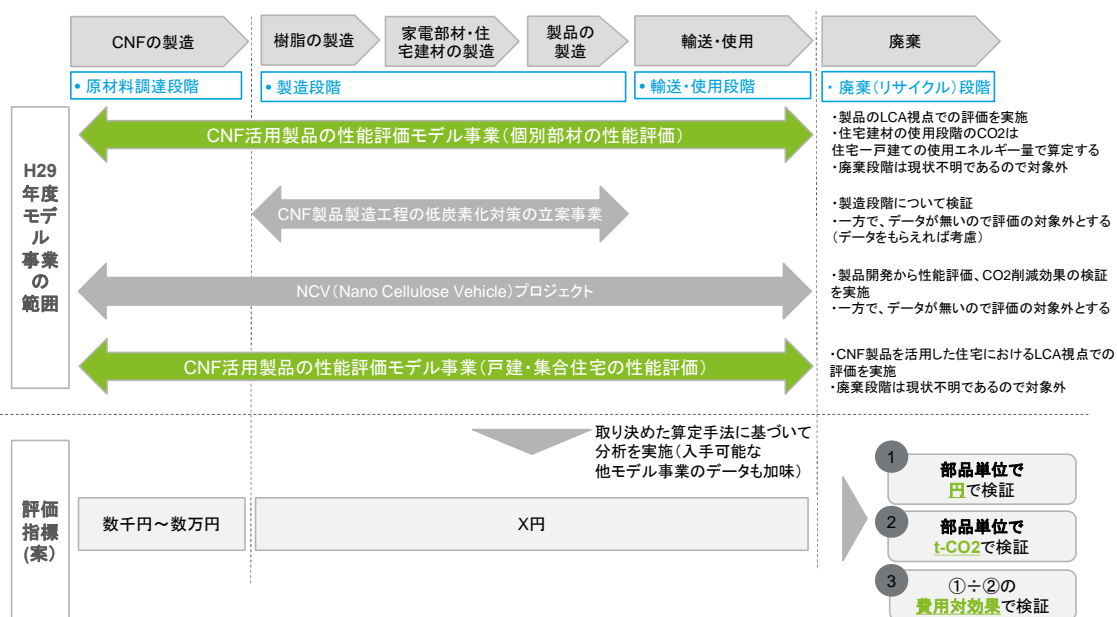 CNFの製造
樹脂の製造
家電部材・住
宅建材の製造
製品の
製造
輸送・使用
廃棄
• 原材料調達段階
• 製造段階
• 輸送・使用段階
・ 廃棄(リサイクル)段階
H29
年度
モデ
ル
事業
の
範囲
CNF活用製品の性能評価モデル事業(個別部材の性能評価)
・製品のLCA視点での評価を実施
・住宅建材の使用段階のCO2は
住宅一戸建ての使用エネルギー量で算定する
・廃棄段階は現状不明であるので対象外
CNF製品製造工程の低炭素化対策の立案事業
・製造段階について検証
・一方で、データが無いので評価の対象外とする
(データをもらえれば考慮)
NCV(Nano Cellulose Vehicle)プロジェクト
・製品開発から性能評価、CO2削減効果の検証
を実施
・一方で、データが無いので評価の対象外とする
CNF活用製品の性能評価モデル事業(戸建・集合住宅の性能評価)
・CNF製品を活用した住宅におけるLCA視点での
評価を実施
・廃棄段階は現状不明であるので対象外
取り決めた算定手法に基づいて
分析を実施(入手可能な
他モデル事業のデータも加味)
評価
指標
(案)
数千円～数万円
X円
1
部品単位で
円で検証
2
部品単位で
t-CO2で検証
3
①÷②の
費用対効果で検証